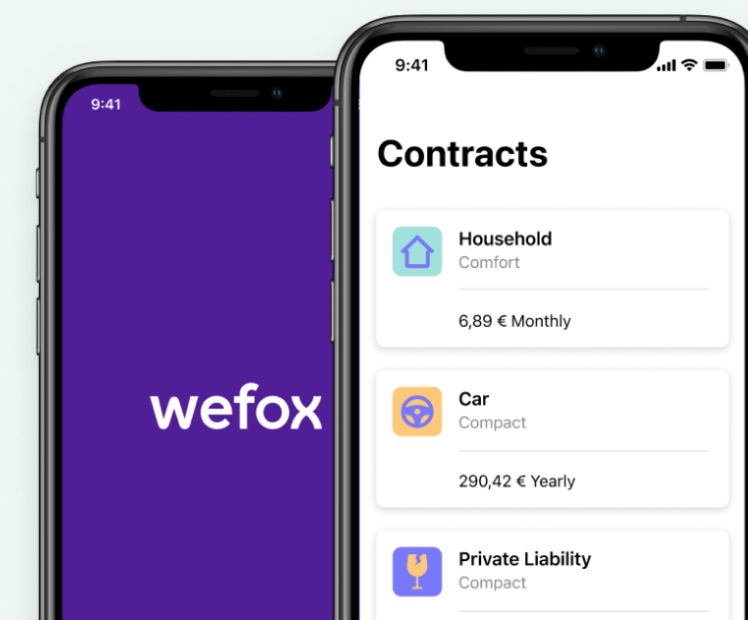 9:41
wefox
9:41
Contracts
Household
Comfort
6,89 € Monthly
Car
Compact
290,42 € Yearly
Private Liability
Compact